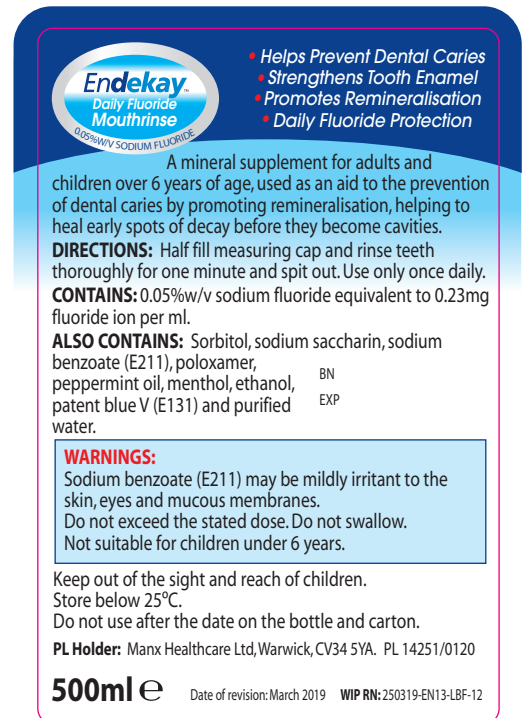 Endekay™
Daily Fluoride
Mouthrinse
0.05%W/V SODIUM FLUORIDE
• Helps Prevent Dental Caries
• Strengthens Tooth Enamel
• Promotes Remineralisation
• Daily Fluoride Protection
A mineral supplement for adults and
children over 6 years of age, used as an aid to the prevention
of dental caries by promoting remineralisation, helping to
heal early spots of decay before they become cavities.
DIRECTIONS: Half fill measuring cap and rinse teeth
thoroughly for one minute and spit out. Use only once daily.
CONTAINS: 0.05%w/v sodium fluoride equivalent to 0.23mg
fluoride ion per ml.
ALSO CONTAINS: Sorbitol, sodium saccharin, sodium
benzoate (E211), poloxamer,
peppermint oil, menthol, ethanol,
patent blue V (E131) and purified
water.
BN
EXP
WARNINGS:
Sodium benzoate (E211) may be mildly irritant to the
skin, eyes and mucous membranes.
Do not exceed the stated dose. Do not swallow.
Not suitable for children under 6 years.
Keep out of the sight and reach of children.
Store below 25ºC.
Do not use after the date on the bottle and carton.
PL Holder: Manx Healthcare Ltd, Warwick, CV34 5YA. PL 14251/0120
500ml ℮ Date of revision: March 2019 WIP RN: 250319-EN13-LBF-12